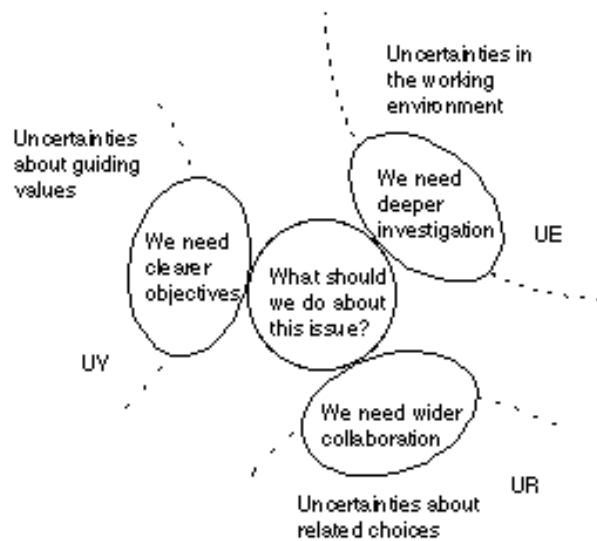 Uncertainties in
the working
environment
Uncertainties
about guiding
values
We need
deeper
investigation
UE
We need
clearer
objectives
What should
we do about
this issue?
UY
We need wider
collaboration
UR
Uncertainties about
related choices